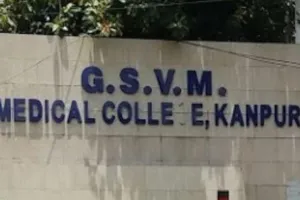 G.S.V.M.
MEDICAL COLLE E, KANPUR